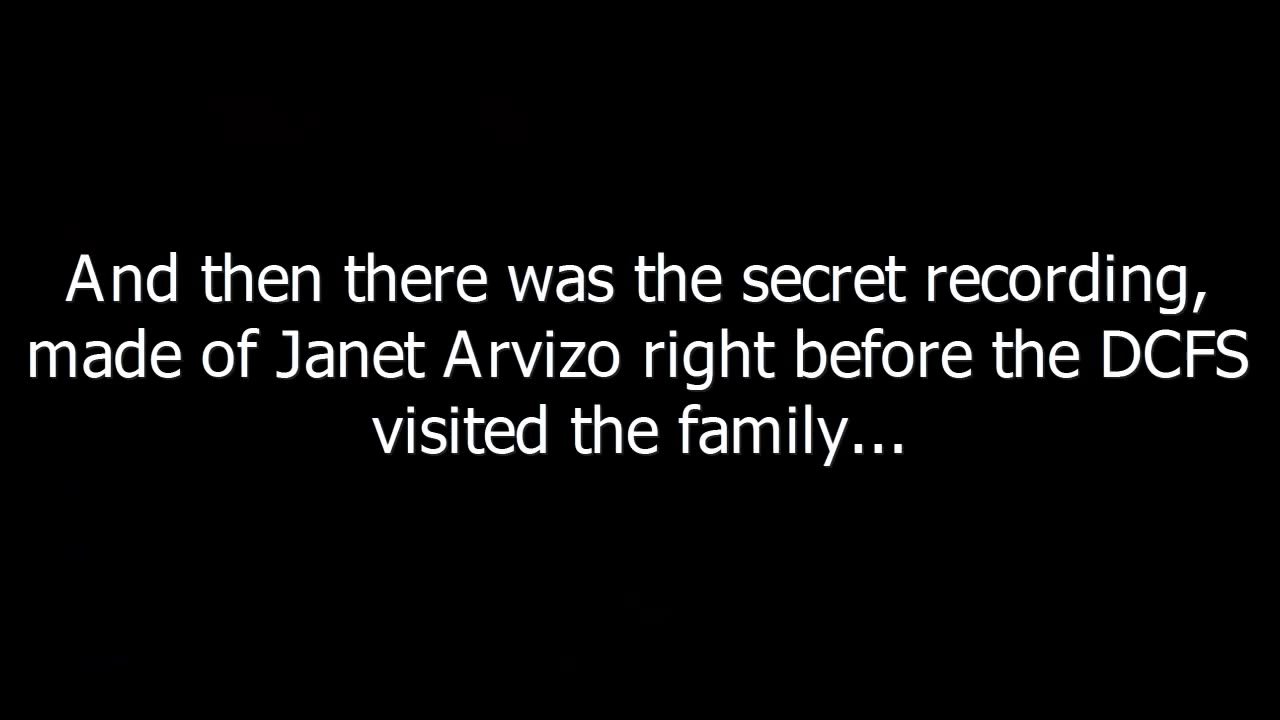 And then there was the secret recording,
made of Janet Arvizo right before the DCFS
visited the family...